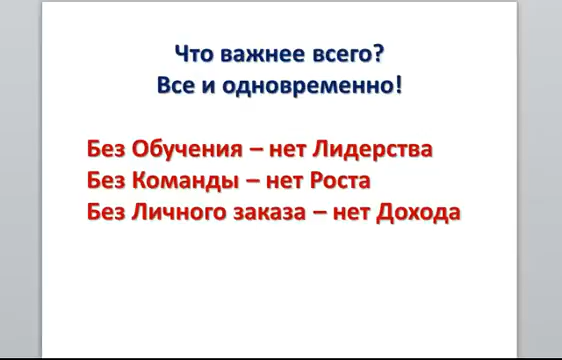 Что важнее всего?
Все и одновременно!
Без Обучения – нет Лидерства
Без Команды – нет Роста
Без Личного заказа – нет Дохода